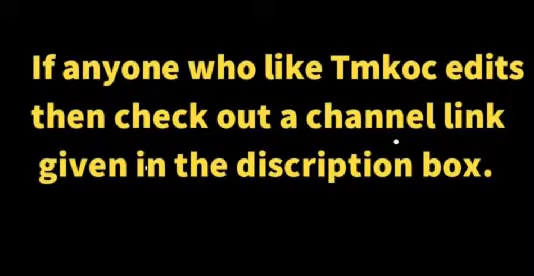 If anyone who like Tmkoc edits
then check out a channel link
given in the discription box.